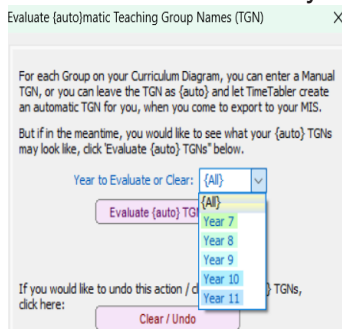 Evaluate {auto}matic Teaching Group Names (TGN)
For each Group on your Curriculum Diagram, you can enter a Manual
TGN, or you can leave the TGN as {auto} and let TimeTabler create
an automatic TGN for you, when you come to export to your MIS.
But if in the meantime, you would like to see what your {auto} TGNs
may look like, click 'Evaluate {auto} TGNs" below.
Year to Evaluate or Clear: {All}
Evaluate {auto} TG
{All}
Year 7
Year 8
Year 9
Year 10
Year 11
If you would like to undo this action / cl } TGNs,
click here:
Clear / Undo